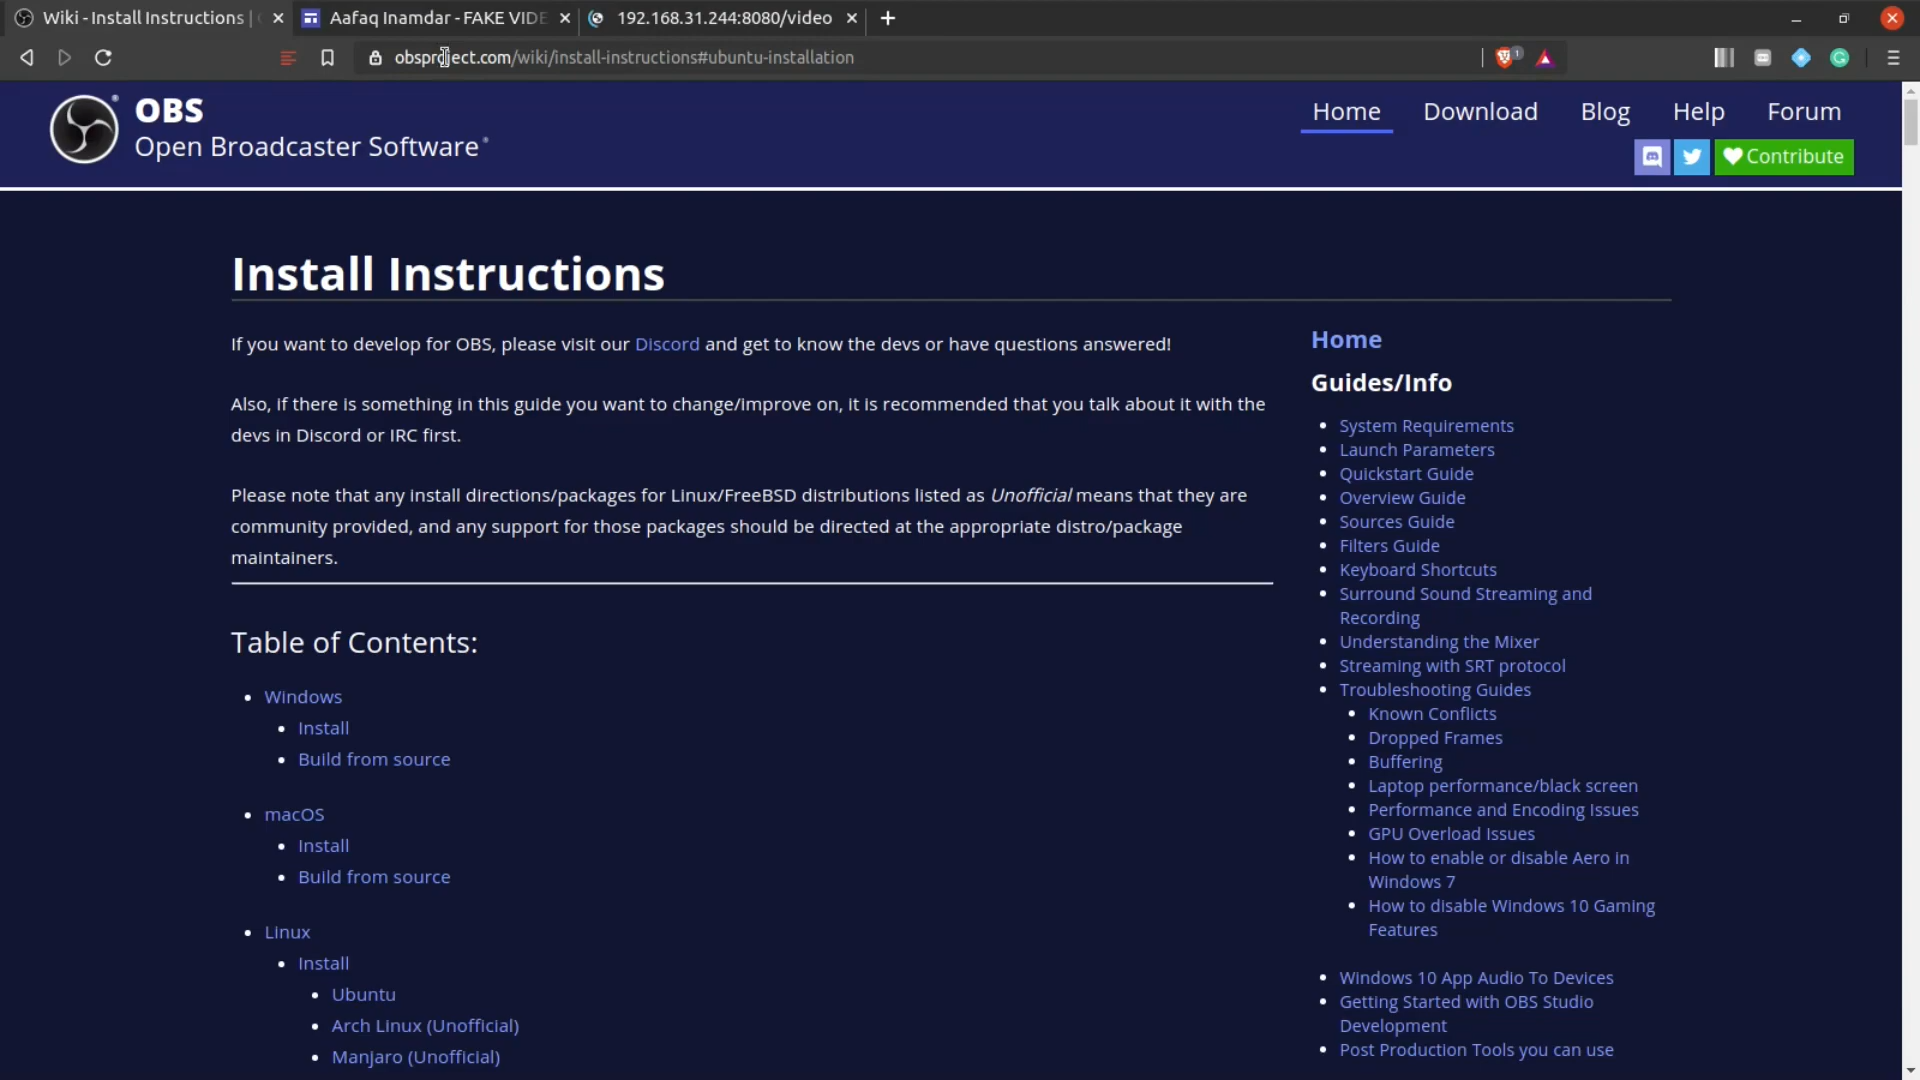 Wiki - Install Instructions |
Aafaq Inamdar - FAKE VIDE
192.168.31.244:8080/video
obsproject.com/wiki/install-instructions#ubuntu-installation
1
OBS
Open Broadcaster Software
Home
Download
Blog
Help
Forum
Contribute
Install Instructions
If you want to develop for OBS, please visit our Discord and get to know the devs or have questions answered!
Also, if there is something in this guide you want to change/improve on, it is recommended that you talk about it with the
devs in Discord or IRC first.
Please note that any install directions/packages for Linux/FreeBSD distributions listed as Unofficial means that they are
community provided, and any support for those packages should be directed at the appropriate distro/package
maintainers.
Table of Contents:
Windows
Install
Build from source
macOS
Install
Build from source
Linux
Install
Ubuntu
Arch Linux (Unofficial)
Manjaro (Unofficial)
Home
Guides/Info
System Requirements
Launch Parameters
Quickstart Guide
Overview Guide
Sources Guide
Filters Guide
Keyboard Shortcuts
Surround Sound Streaming and
Recording
Understanding the Mixer
Streaming with SRT protocol
Troubleshooting Guides
Known Conflicts
Dropped Frames
Buffering
Laptop performance/black screen
Performance and Encoding Issues
GPU Overload Issues
How to enable or disable Aero in
Windows 7
How to disable Windows 10 Gaming
Features
Windows 10 App Audio To Devices
Getting Started with OBS Studio
Development
Post Production Tools you can use